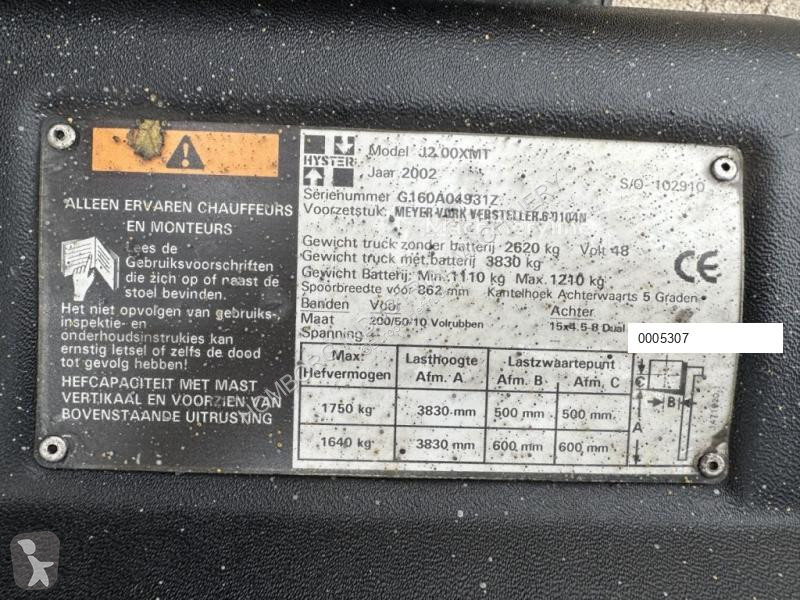 ALLEEN ERVAREN CHAUFFEURS
EN MONTEURS
Lees de
Gebruiksvoorschriften
die zich op of naast de
stoel bevinden.
Het niet opvolgen van gebruiks-,
inspektie- en
onderhoudsinstrukties kan
ernstig letsel of zelfs de dood
tot gevolg hebben!
HEFCAPACITEIT MET MAST
VERTIKAAL EN VOORZIEN VAN
BOVENSTAANDE UITRUSTING
HYSTER
Model J2.00XMT
Jaar 2002
S/O 102910
Serienummer G160A04931Z
Voorzetstuk: MEYER VORK VERSTELLER
Gewicht truck zonder batterij 2620 kg Volt 48
Gewicht truck met batterij 3830 kg
Gewicht Batterij: Min. 1110 kg Max. 1210 kg
Spoorbreedte vóór 862 mm Kantelhoek Achterwaarts 5 Graden
CE
Banden Voor Achter
Maat 200/50/10 Volrubben 15x4.5-8 Dual
Spanning
0005307
Max: Hefvermogen Lasthoogte Afm. A Lastzwaartepunt Afm. B Afm. C
1750 kg 3830 mm 500 mm 500 mm
1640 kg 3830 mm 600 mm 600 mm
C
B
A